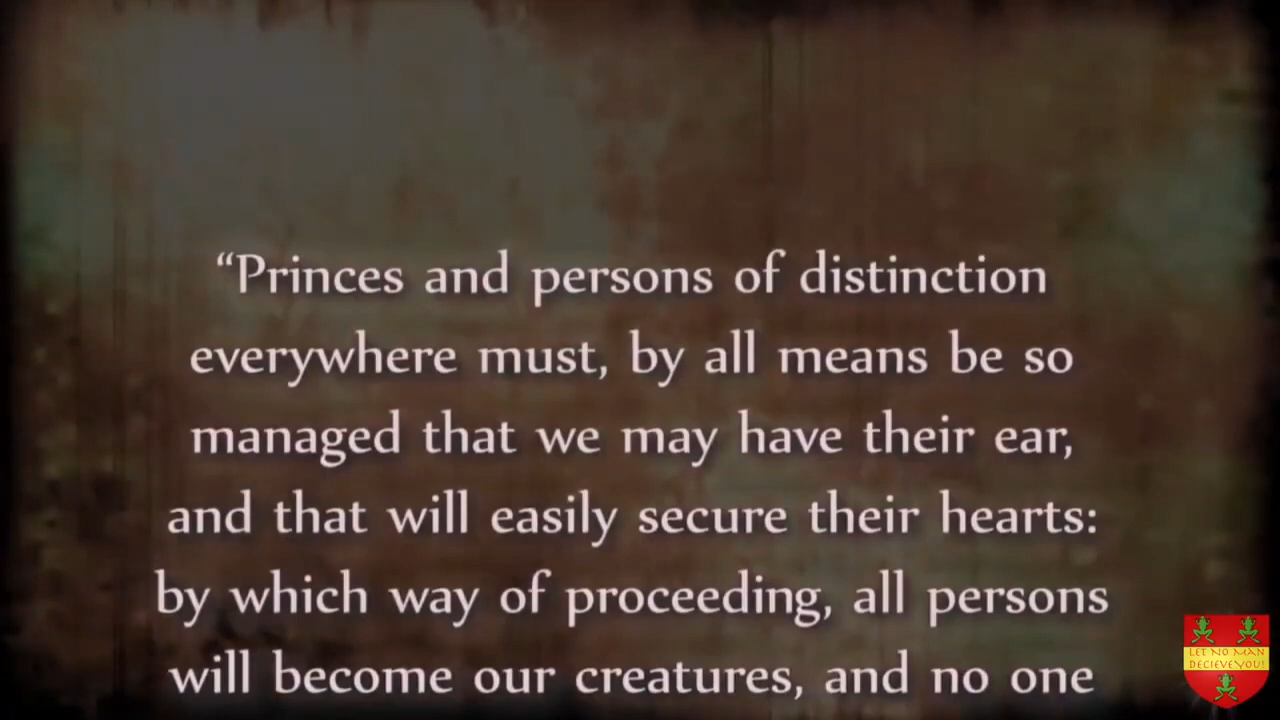 “Princes and persons of distinction
everywhere must, by all means be so
managed that we may have their ear,
and that will easily secure their hearts:
by which way of proceeding, all persons
will become our creatures, and no one
LET NO MAN
DECIEVE YOU!